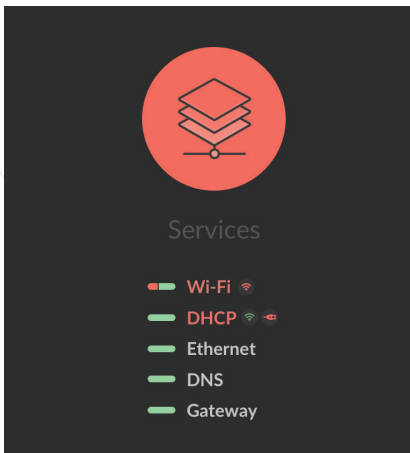 Services
Wi-Fi
DHCP
Ethernet
DNS
Gateway